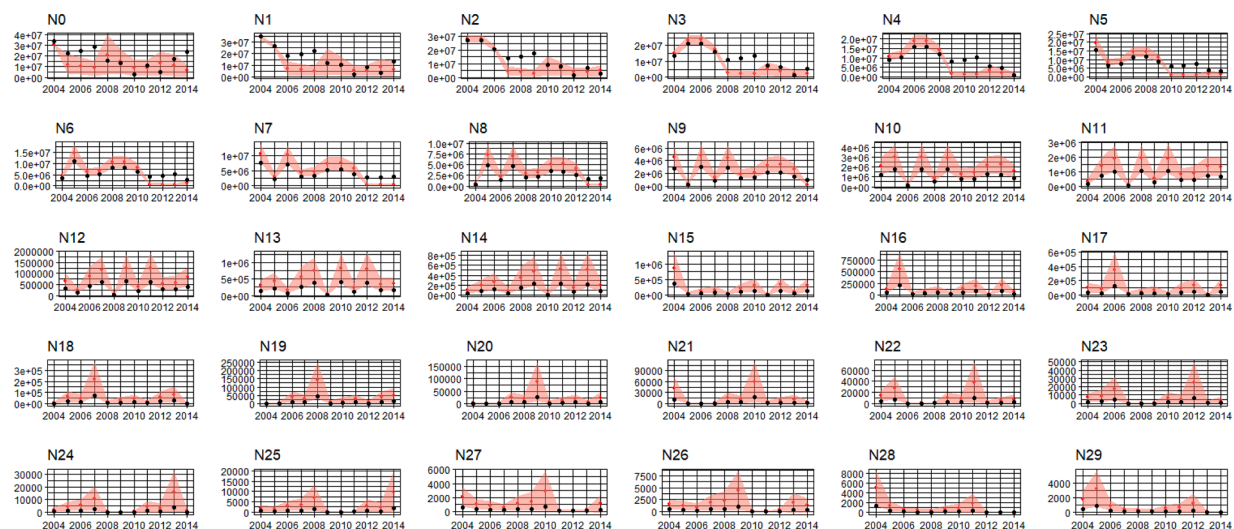 N0
4e+07
3e+07
2e+07
1e+07
0e+00
2004 2006 2008 2010 2012 2014
N1
3e+07
2e+07
1e+07
0e+00
2004 2006 2008 2010 2012 2014
N2
3e+07
2e+07
1e+07
0e+00
2004 2006 2008 2010 2012 2014
N3
2e+07
1e+07
0e+00
2004 2006 2008 2010 2012 2014
N4
2.0e+07
1.5e+07
1.0e+07
5.0e+06
0.0e+00
2004 2006 2008 2010 2012 2014
N5
2.5e+07
2.0e+07
1.5e+07
1.0e+07
5.0e+06
0.0e+00
2004 2006 2008 2010 2012 2014
N6
1.5e+07
1.0e+07
5.0e+06
0.0e+00
2004 2006 2008 2010 2012 2014
N7
1e+07
5e+06
0e+00
2004 2006 2008 2010 2012 2014
N8
1.0e+07
7.5e+06
5.0e+06
2.5e+06
0.0e+00
2004 2006 2008 2010 2012 2014
N9
6e+06
4e+06
2e+06
0e+00
2004 2006 2008 2010 2012 2014
N10
4e+06
3e+06
2e+06
1e+06
0e+00
2004 2006 2008 2010 2012 2014
N11
3e+06
2e+06
1e+06
0e+00
2004 2006 2008 2010 2012 2014
N12
2000000
1500000
1000000
500000
0
2004 2006 2008 2010 2012 2014
N13
1e+06
5e+05
0e+00
2004 2006 2008 2010 2012 2014
N14
8e+05
6e+05
4e+05
2e+05
0e+00
2004 2006 2008 2010 2012 2014
N15
1e+06
5e+05
0e+00
2004 2006 2008 2010 2012 2014
N16
750000
500000
250000
0
2004 2006 2008 2010 2012 2014
N17
6e+05
5e+05
4e+05
3e+05
2e+05
1e+05
0e+00
2004 2006 2008 2010 2012 2014
N18
3e+05
2e+05
1e+05
0e+00
2004 2006 2008 2010 2012 2014
N19
250000
200000
150000
100000
50000
0
2004 2006 2008 2010 2012 2014
N20
150000
100000
50000
0
2004 2006 2008 2010 2012 2014
N21
90000
60000
30000
0
2004 2006 2008 2010 2012 2014
N22
60000
40000
20000
0
2004 2006 2008 2010 2012 2014
N23
50000
40000
30000
20000
10000
0
2004 2006 2008 2010 2012 2014
N24
30000
20000
10000
0
2004 2006 2008 2010 2012 2014
N25
20000
15000
10000
5000
0
2004 2006 2008 2010 2012 2014
N27
6000
4000
2000
0
2004 2006 2008 2010 2012 2014
N26
7500
5000
2500
0
2004 2006 2008 2010 2012 2014
N28
8000
6000
4000
2000
0
2004 2006 2008 2010 2012 2014
N29
4000
2000
0
2004 2006 2008 2010 2012 2014